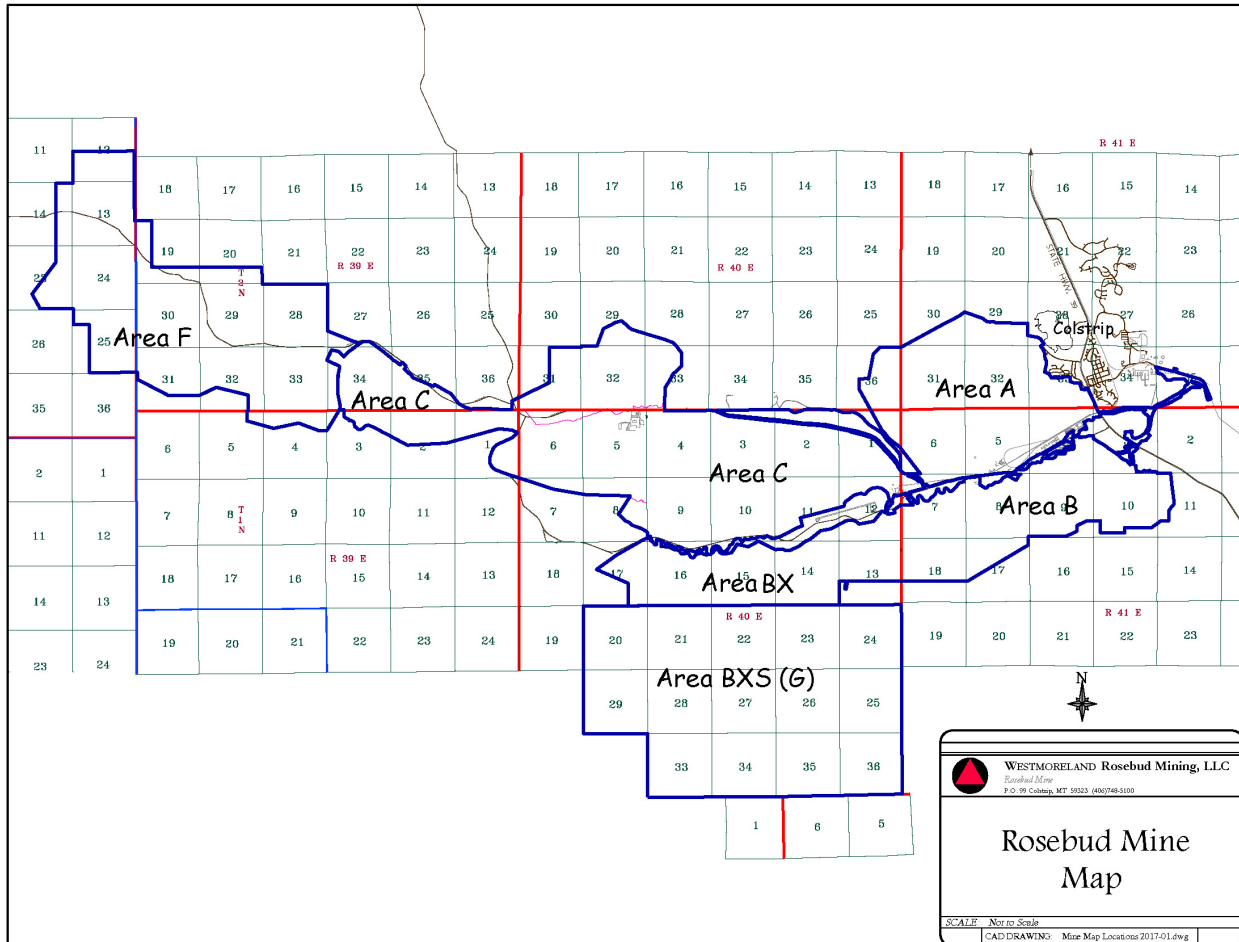 R 41 E
11 12
18 17 16 15 14 13 18 17 16 15 14 13 18 17 16 15 14
14 13
19 20 21 22 23 24 19 20 21 22 23 24 19 20 21 22 23
STATE HWY. 39
R 39 E
R 40 E
23 24
T 2 N
30 29 28 27 26 25 30 29 28 27 26 25 30 29 28 27 26
Colstrip
26 25
Area F
31 32 33 34 35 36 31 32 33 34 35 36 31 32 33 34 35
Area C
Area A
35 36
6 5 4 3 2 1 6 5 4 3 2 1 6 5 2
2 1
Area C
7 8 9 10 11 12 7 8 9 10 11 12 7 8 9 10 11
T 1 N
Area B
11 12
R 39 E
18 17 16 15 14 13 18 17 16 15 14 13 18 17 16 15 14
Area BX
14 13
R 40 E
R 41 E
19 20 21 22 23 24 19 20 21 22 23 24 19 20 21 22 23
23 24
Area BXS (G)
29 28 27 26 25
N
33 34 35 36
1 6 5
WESTMORELAND Rosebud Mining, LLC
Rosebud Mine
P.O. 99 Colstrip, MT 59323 (406)748-5100
Rosebud Mine
Map
SCALE Not to Scale
CAD DRAWING: Mine Map Locations 2017-01.dwg